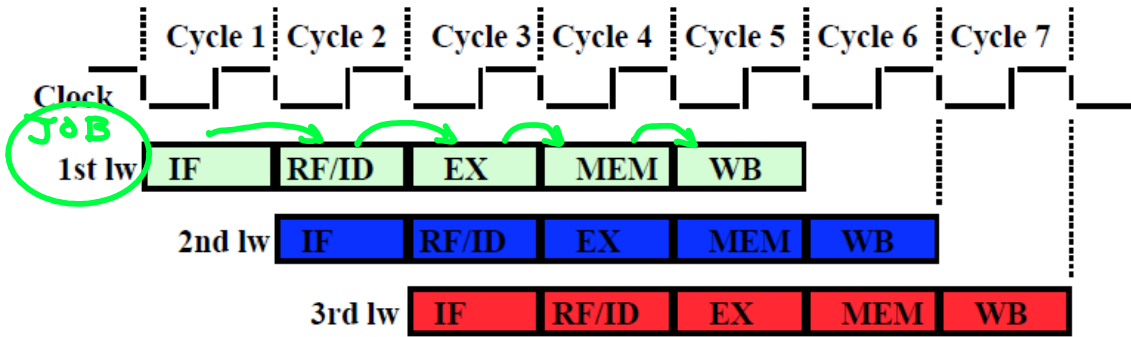 Cycle 1 Cycle 2 Cycle 3 Cycle 4 Cycle 5 Cycle 6 Cycle 7
Clock
JOB
1st lw IF RF/ID EX MEM WB
2nd lw IF RF/ID EX MEM WB
3rd lw IF RF/ID EX MEM WB